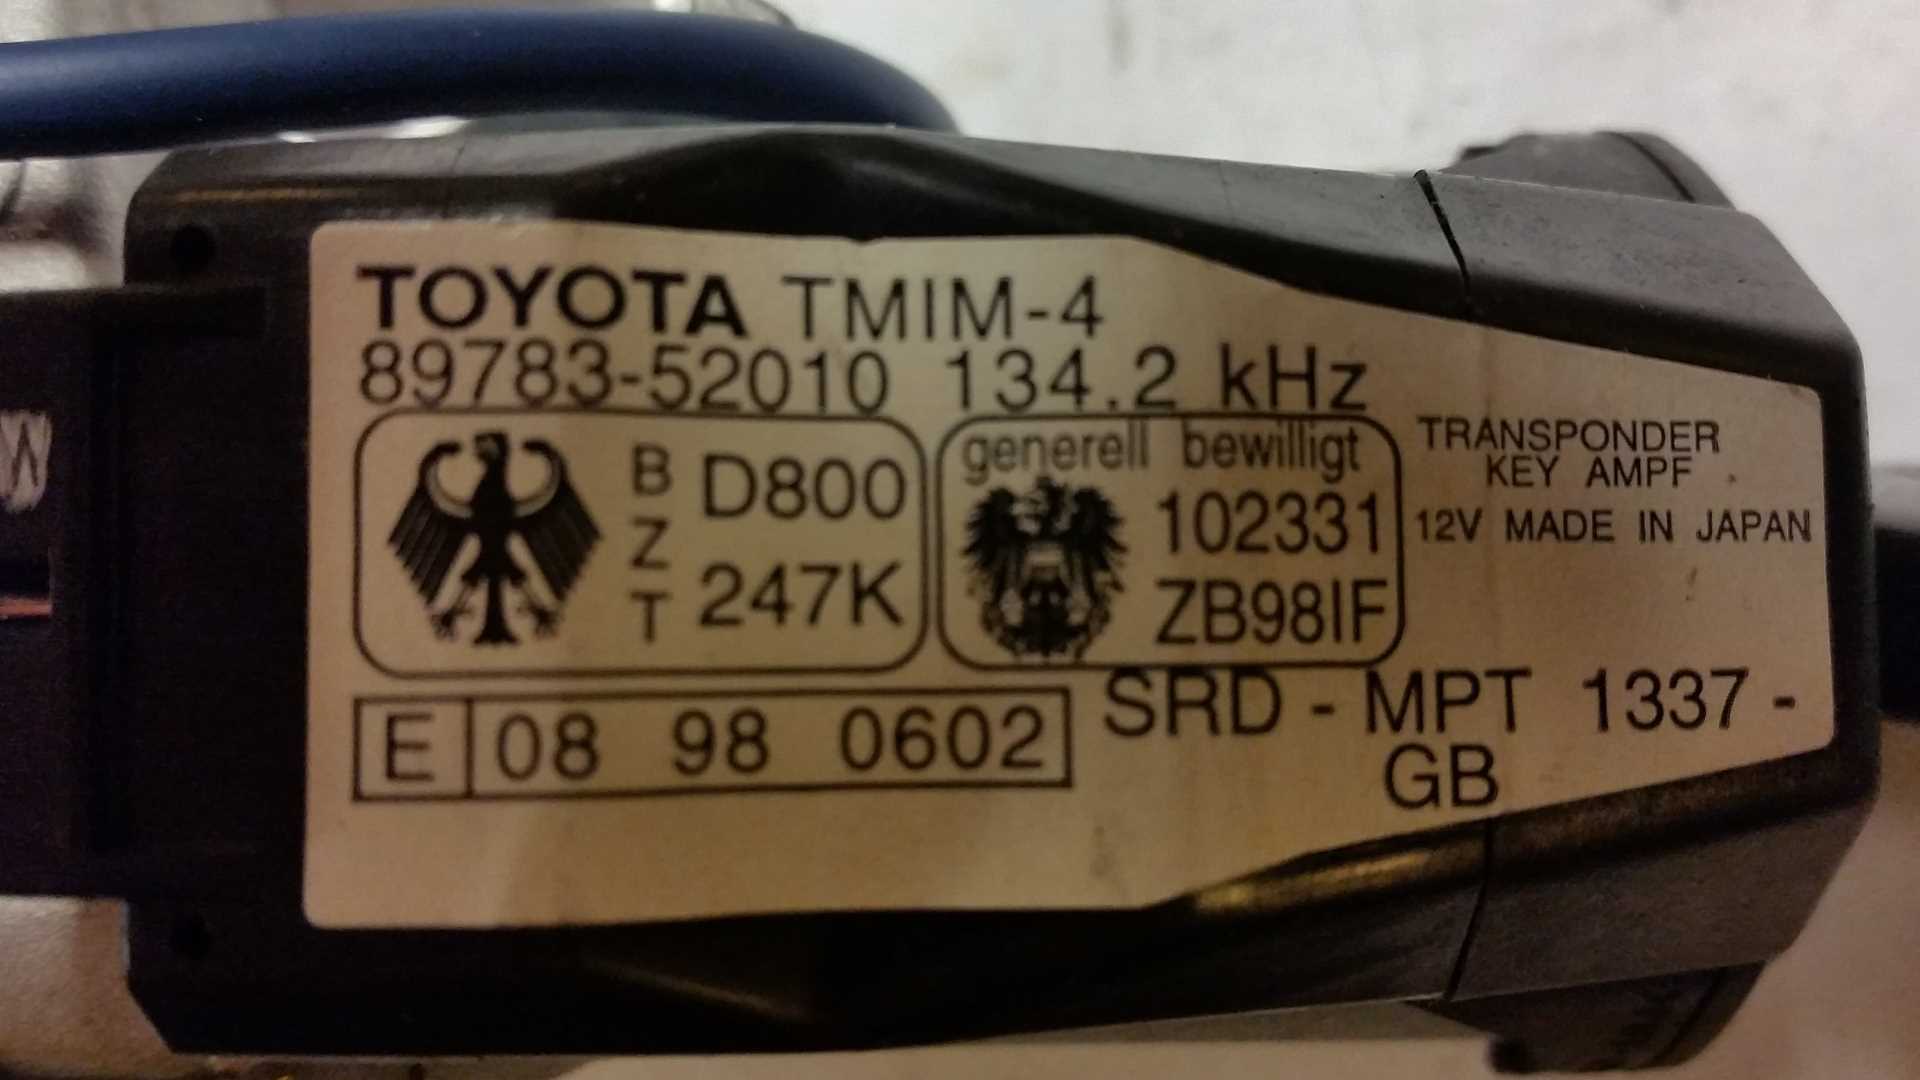 TOYOTA TMIM-4
89783-52010 134.2 kHz
BZT
D800
247K
generell bewilligt
102331
ZB98IF
TRANSPONDER
KEY AMPF
12V MADE IN JAPAN
E 08 98 0602
SRD - MPT 1337 -
GB
W